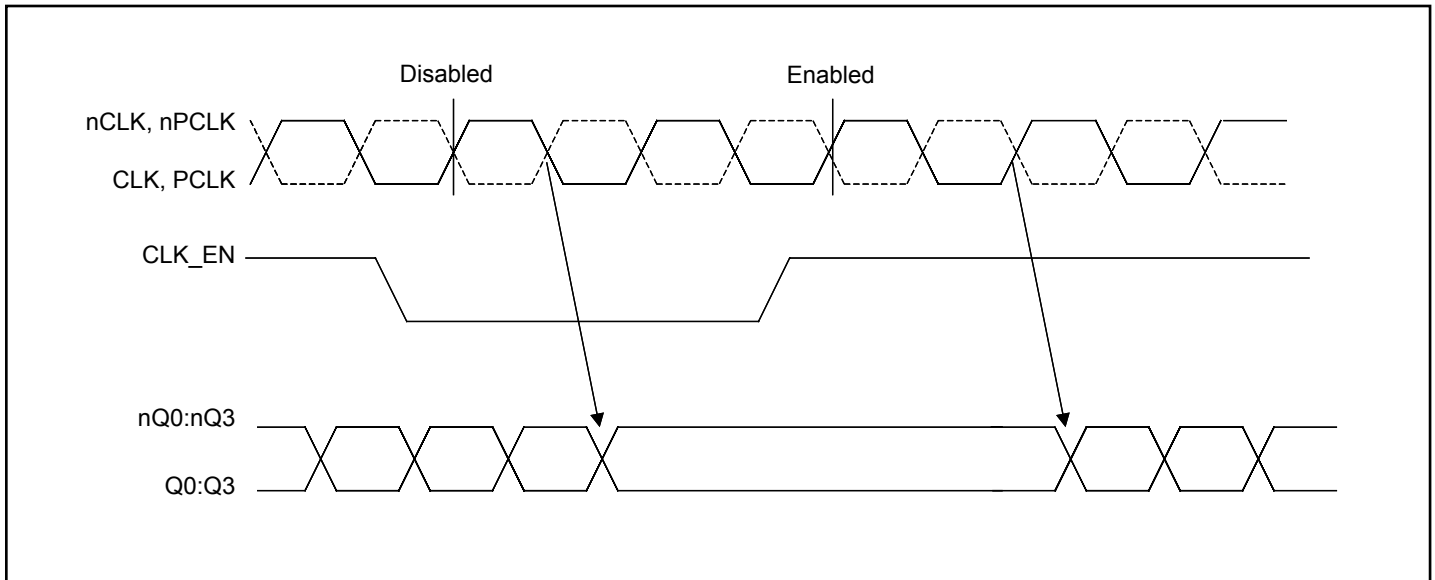 Disabled
Enabled
nCLK, nPCLK
CLK, PCLK
CLK_EN
nQ0:nQ3
Q0:Q3